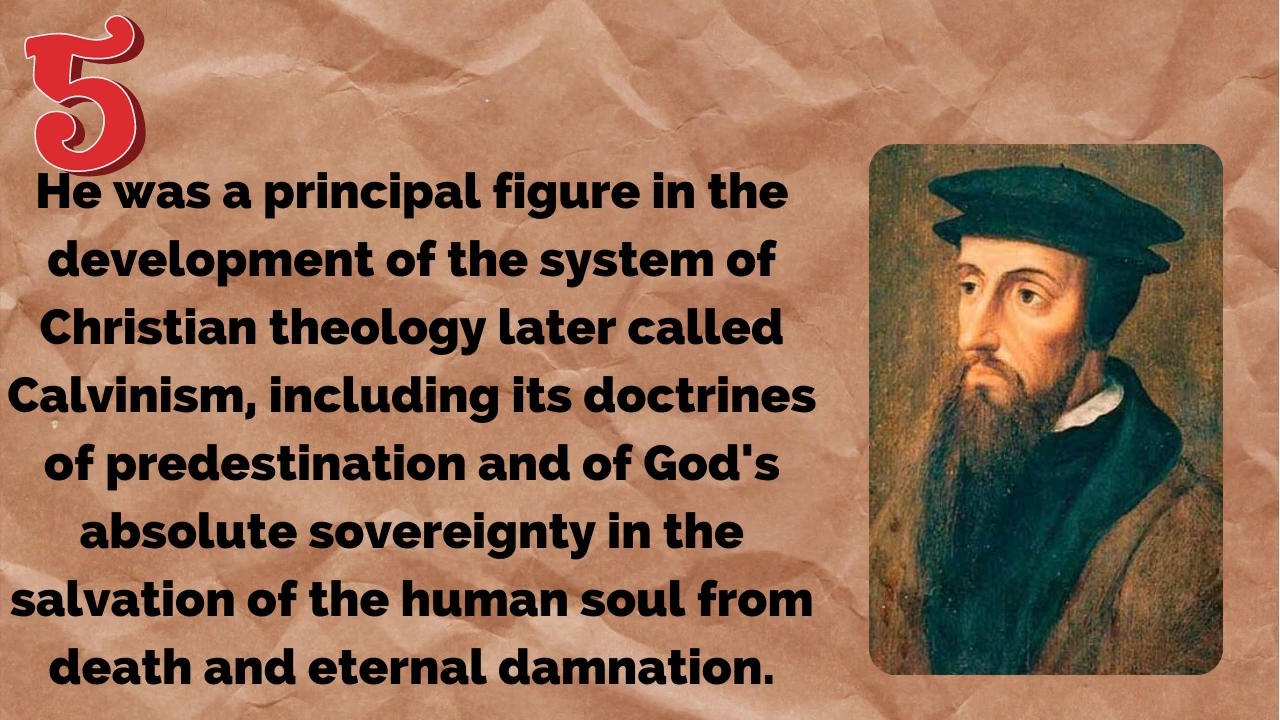 5
He was a principal figure in the
development of the system of
Christian theology later called
Calvinism, including its doctrines
of predestination and of God's
absolute sovereignty in the
salvation of the human soul from
death and eternal damnation.